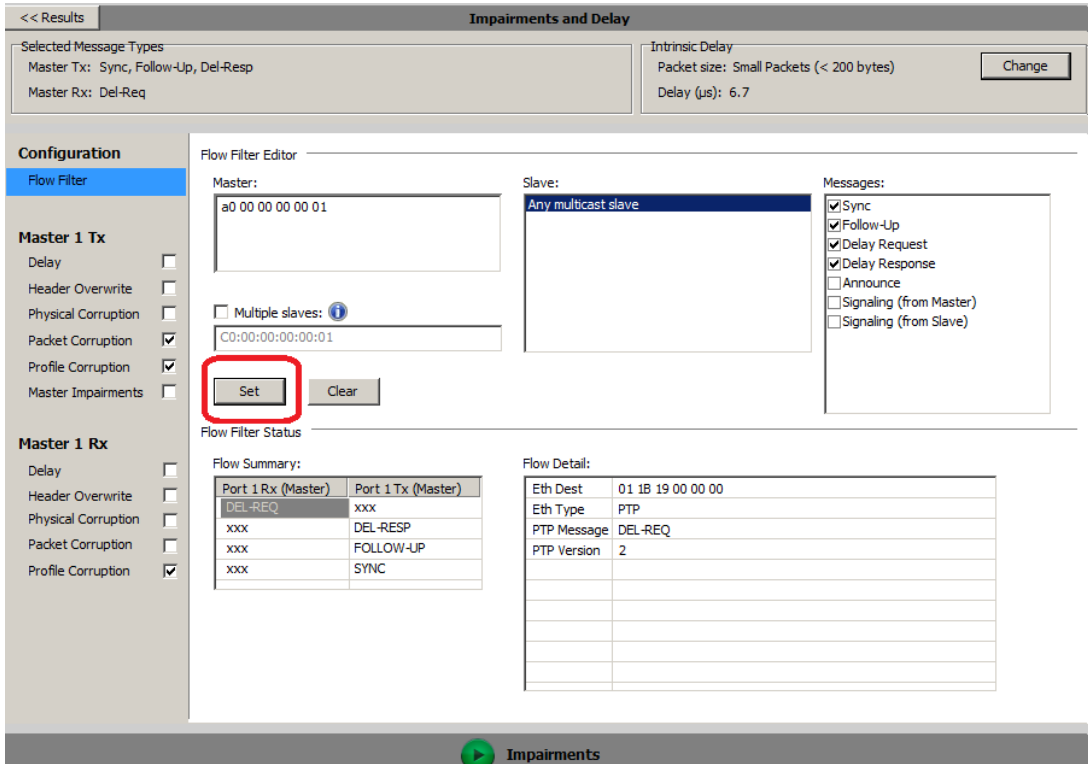 << Results
Impairments and Delay
Selected Message Types
Master Tx: Sync, Follow-Up, Del-Resp
Master Rx: Del-Req
Intrinsic Delay
Packet size: Small Packets (< 200 bytes)
Delay (µs): 6.7
Change
Configuration
Flow Filter
Master 1 Tx
Delay
Header Overwrite
Physical Corruption
Packet Corruption
Profile Corruption
Master Impairments
Master 1 Rx
Delay
Header Overwrite
Physical Corruption
Packet Corruption
Profile Corruption
Flow Filter Editor
Master:
a0 00 00 00 00 01
Multiple slaves:
C0:00:00:00:00:01
Set
Clear
Slave:
Any multicast slave
Messages:
Sync
Follow-Up
Delay Request
Delay Response
Announce
Signaling (from Master)
Signaling (from Slave)
Flow Filter Status
Flow Summary:
Port 1 Rx (Master) Port 1 Tx (Master)
DEL-REQ xxx
xxx DEL-RESP
xxx FOLLOW-UP
xxx SYNC
Flow Detail:
Eth Dest 01 1B 19 00 00 00
Eth Type PTP
PTP Message DEL-REQ
PTP Version 2
Impairments